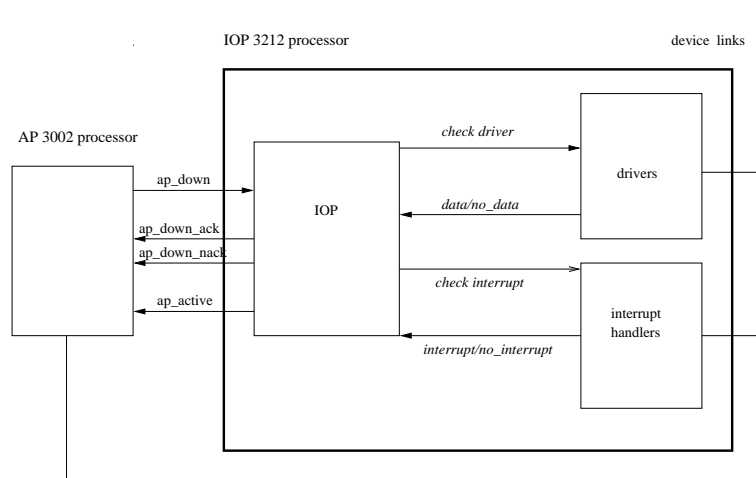 IOP 3212 processor
device links
AP 3002 processor
check driver
ap_down
drivers
IOP
data/no_data
ap_down_ack
ap_down_nack
check interrupt
ap_active
interrupt
handlers
interrupt/no_interrupt